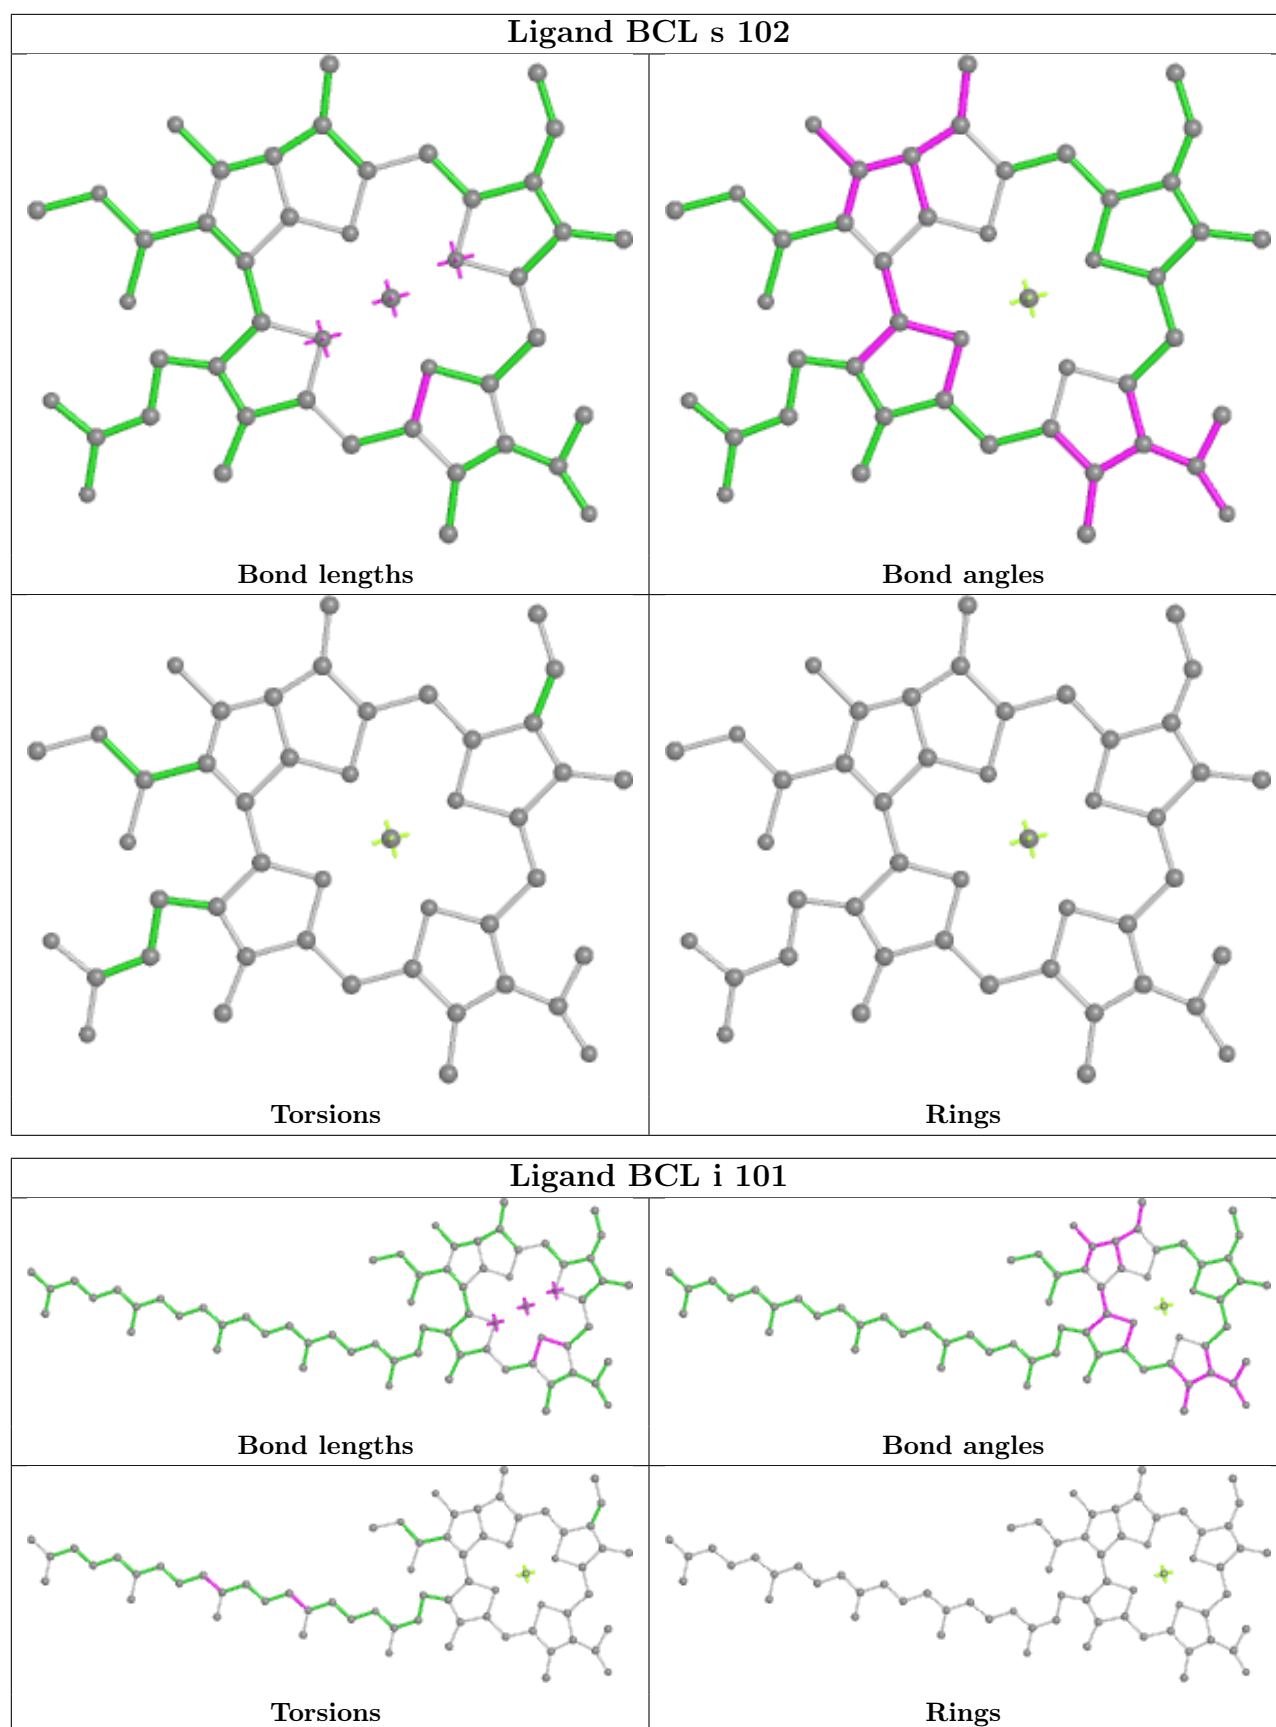 Ligand BCL s 102
Bond lengths
Bond angles
Torsions
Rings
Ligand BCL i 101
Bond lengths
Bond angles
Torsions
Rings